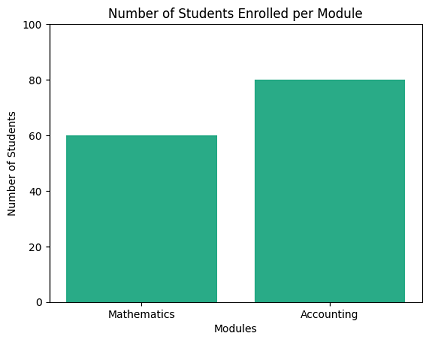 Number of Students Enrolled per Module
100
80
60
40
20
0
Number of Students
Mathematics
Accounting
Modules